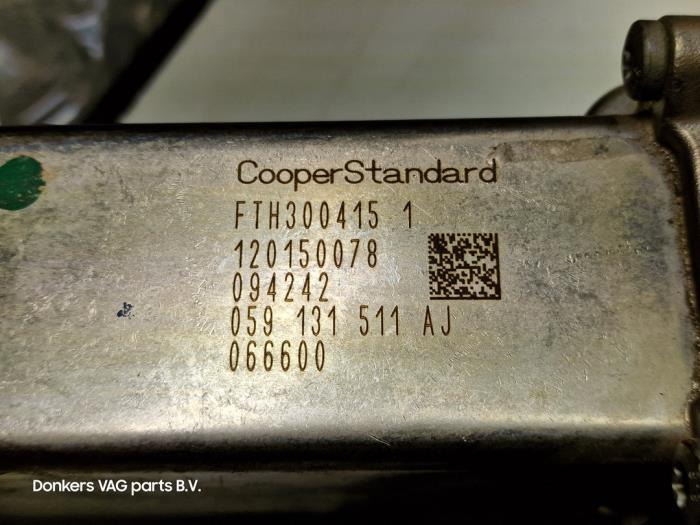 CooperStandard
FTH300415 1
120150078
094242
059 131 511 AJ
066600
Donkers VAG parts B.V.